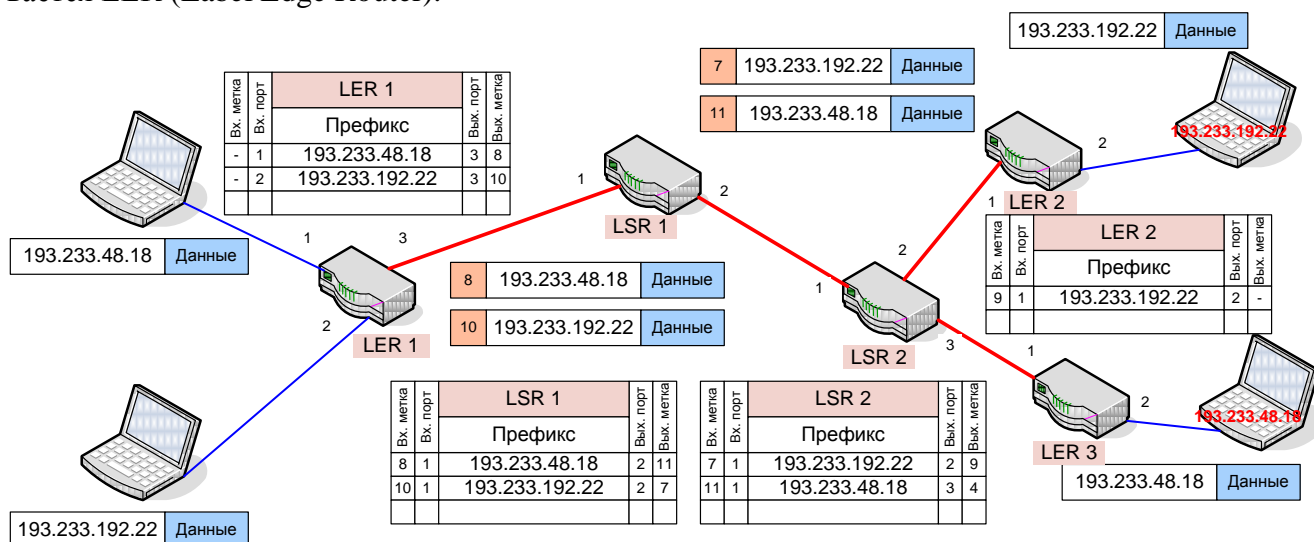 193.233.192.22 Данные
7 193.233.192.22 Данные
11 193.233.48.18 Данные
Вх. метка Вх. порт LER 1 Вых. порт Вых. метка
Префикс
- 1 193.233.48.18 3 8
- 2 193.233.192.22 3 10
193.233.192.22
2
1
2
LSR 1
1
LER 2
193.233.48.18 Данные
1
3
2
LER 1
8 193.233.48.18 Данные
10 193.233.192.22 Данные
2
1
3
LSR 2
Вх. метка Вх. порт LER 2 Вых. порт Вых. метка
Префикс
9 1 193.233.192.22 2 -
1
2
193.233.48.18
LER 3
193.233.48.18 Данные
Вх. метка Вх. порт LSR 1 Вых. порт Вых. метка
Префикс
8 1 193.233.48.18 2 11
10 1 193.233.192.22 2 7
Вх. метка Вх. порт LSR 2 Вых. порт Вых. метка
Префикс
7 1 193.233.192.22 2 9
11 1 193.233.48.18 3 4
193.233.192.22 Данные